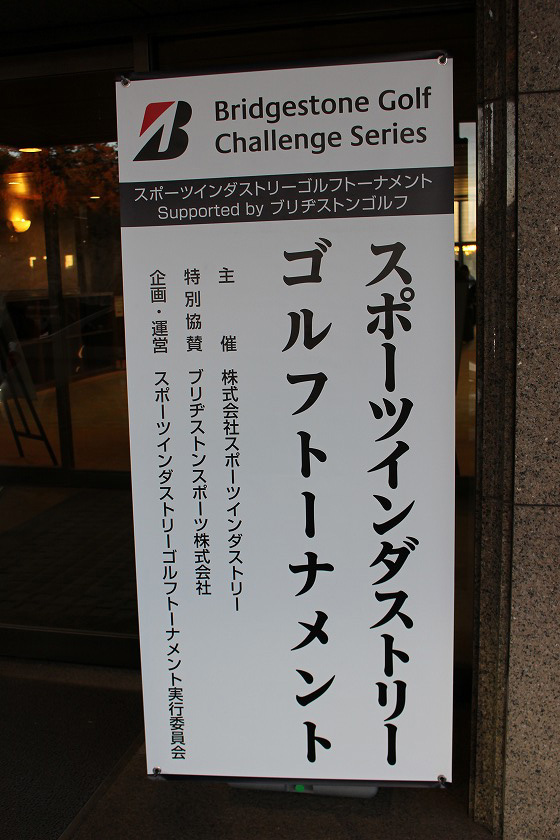 Bridgestone Golf
Challenge Series
スポーツインダストリーゴルフトーナメント
Supported by ブリヂストンゴルフ
スポーツインダストリー
ゴルフトーナメント
主 催 株式会社スポーツインダストリー
特別協賛 ブリヂストンスポーツ株式会社
企画・運営 スポーツインダストリーゴルフトーナメント実行委員会